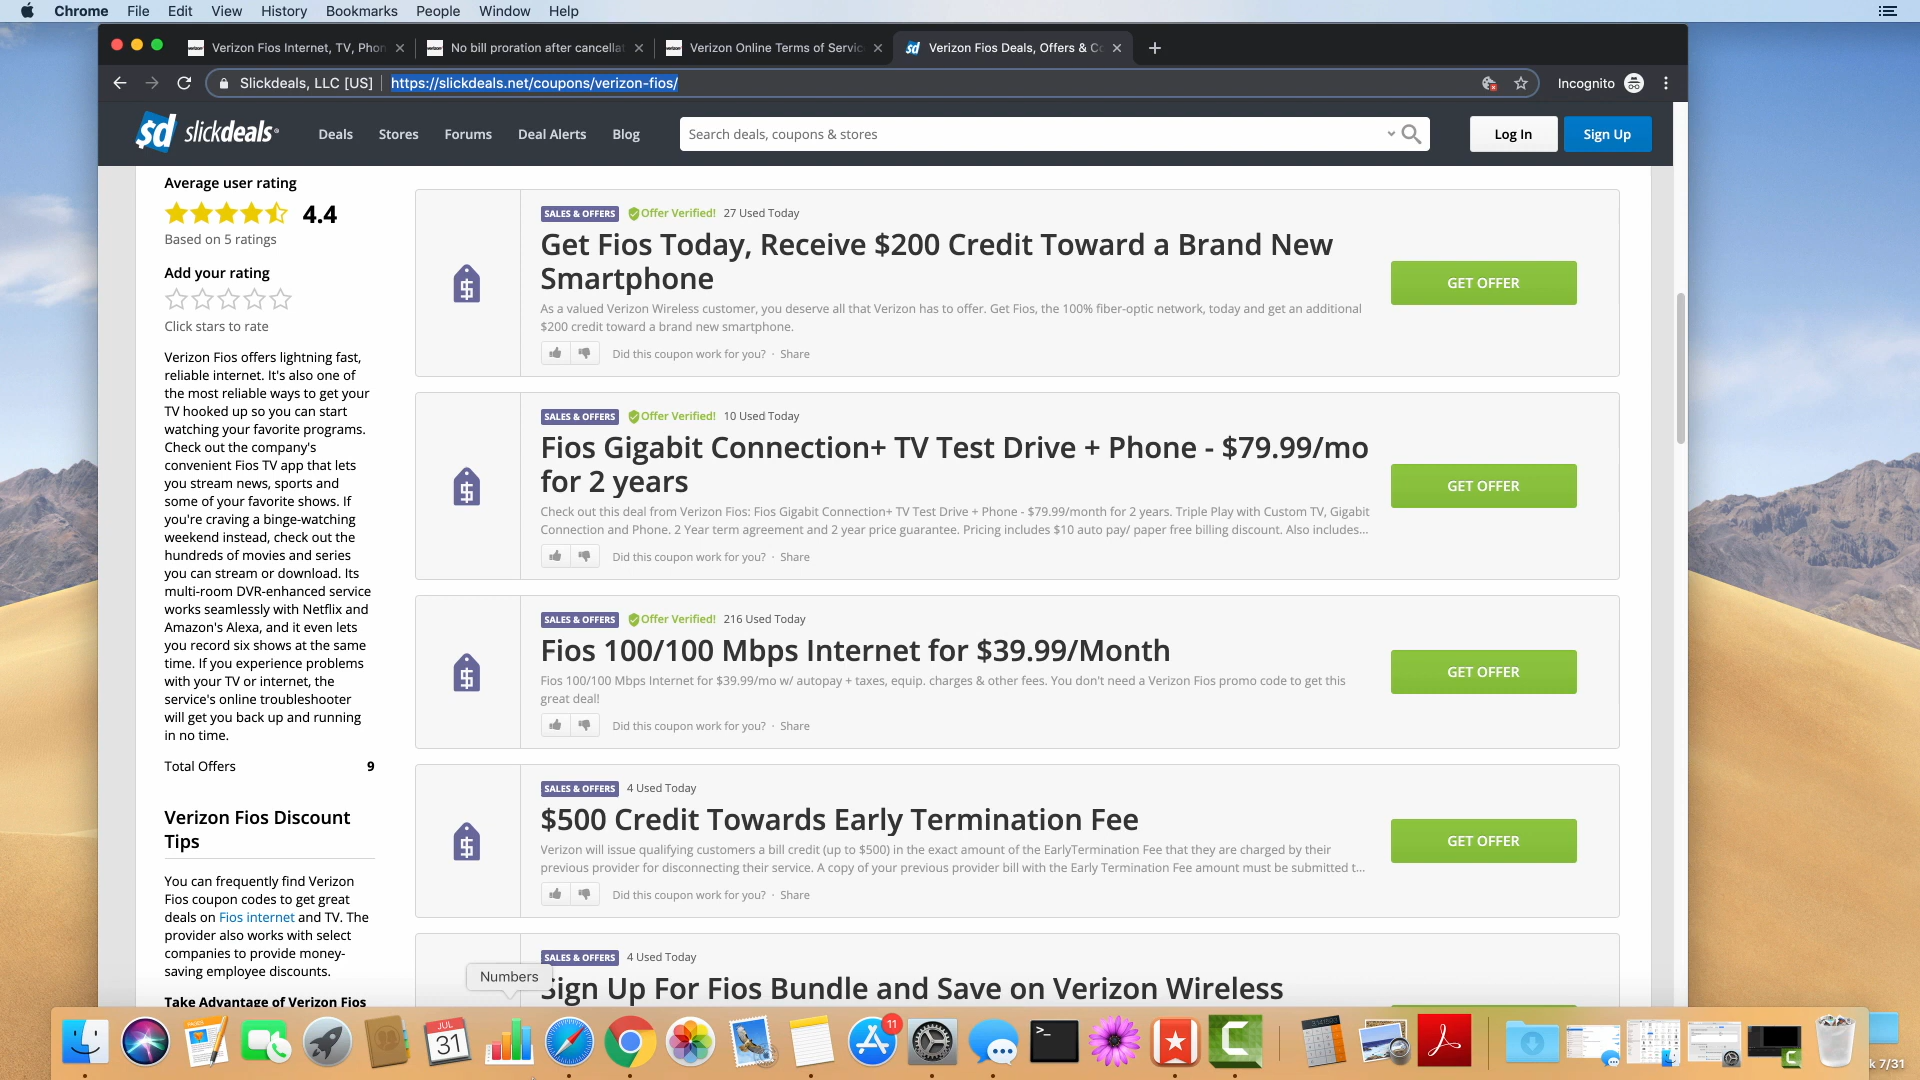 Chrome File Edit View History Bookmarks People Window Help
Verizon Fios Internet, TV, Phon
No bill proration after cancellat
Verizon Online Terms of Servic
Verizon Fios Deals, Offers & Co
Slickdeals, LLC [US] https://slickdeals.net/coupons/verizon-fios/
Incognito
sd slickdeals
Deals Stores Forums Deal Alerts Blog
Search deals, coupons & stores
Log In
Sign Up
Average user rating
4.4
Based on 5 ratings
Add your rating
Click stars to rate
Verizon Fios offers lightning fast,
reliable internet. It's also one of
the most reliable ways to get your
TV hooked up so you can start
watching your favorite programs.
Check out the company's
convenient Fios TV app that lets
you stream news, sports and
some of your favorite shows. If
you're craving a binge-watching
weekend instead, check out the
hundreds of movies and series
you can stream or download. Its
multi-room DVR-enhanced service
works seamlessly with Netflix and
Amazon's Alexa, and it even lets
you record six shows at the same
time. If you experience problems
with your TV or internet, the
service's online troubleshooter
will get you back up and running
in no time.
Total Offers 9
Verizon Fios Discount
Tips
You can frequently find Verizon
Fios coupon codes to get great
deals on Fios internet and TV. The
provider also works with select
companies to provide money-
saving employee discounts.
Take Advantage of Verizon Fios
SALES & OFFERS Offer Verified! 27 Used Today
Get Fios Today, Receive $200 Credit Toward a Brand New
Smartphone
As a valued Verizon Wireless customer, you deserve all that Verizon has to offer. Get Fios, the 100% fiber-optic network, today and get an additional
$200 credit toward a brand new smartphone.
Did this coupon work for you? · Share
GET OFFER
SALES & OFFERS Offer Verified! 10 Used Today
Fios Gigabit Connection+ TV Test Drive + Phone - $79.99/mo
for 2 years
Check out this deal from Verizon Fios: Fios Gigabit Connection+ TV Test Drive + Phone - $79.99/month for 2 years. Triple Play with Custom TV, Gigabit
Connection and Phone. 2 Year term agreement and 2 year price guarantee. Pricing includes $10 auto pay/ paper free billing discount. Also includes...
Did this coupon work for you? · Share
GET OFFER
SALES & OFFERS Offer Verified! 216 Used Today
Fios 100/100 Mbps Internet for $39.99/Month
Fios 100/100 Mbps Internet for $39.99/mo w/ autopay + taxes, equip. charges & other fees. You don't need a Verizon Fios promo code to get this
great deal!
Did this coupon work for you? · Share
GET OFFER
SALES & OFFERS 4 Used Today
$500 Credit Towards Early Termination Fee
Verizon will issue qualifying customers a bill credit (up to $500) in the exact amount of the EarlyTermination Fee that they are charged by their
previous provider for disconnecting their service. A copy of your previous provider bill with the Early Termination Fee amount must be submitted t...
Did this coupon work for you? · Share
GET OFFER
SALES & OFFERS 4 Used Today
Sign Up For Fios Bundle and Save on Verizon Wireless
Numbers
JUL
31
11
k 7/31